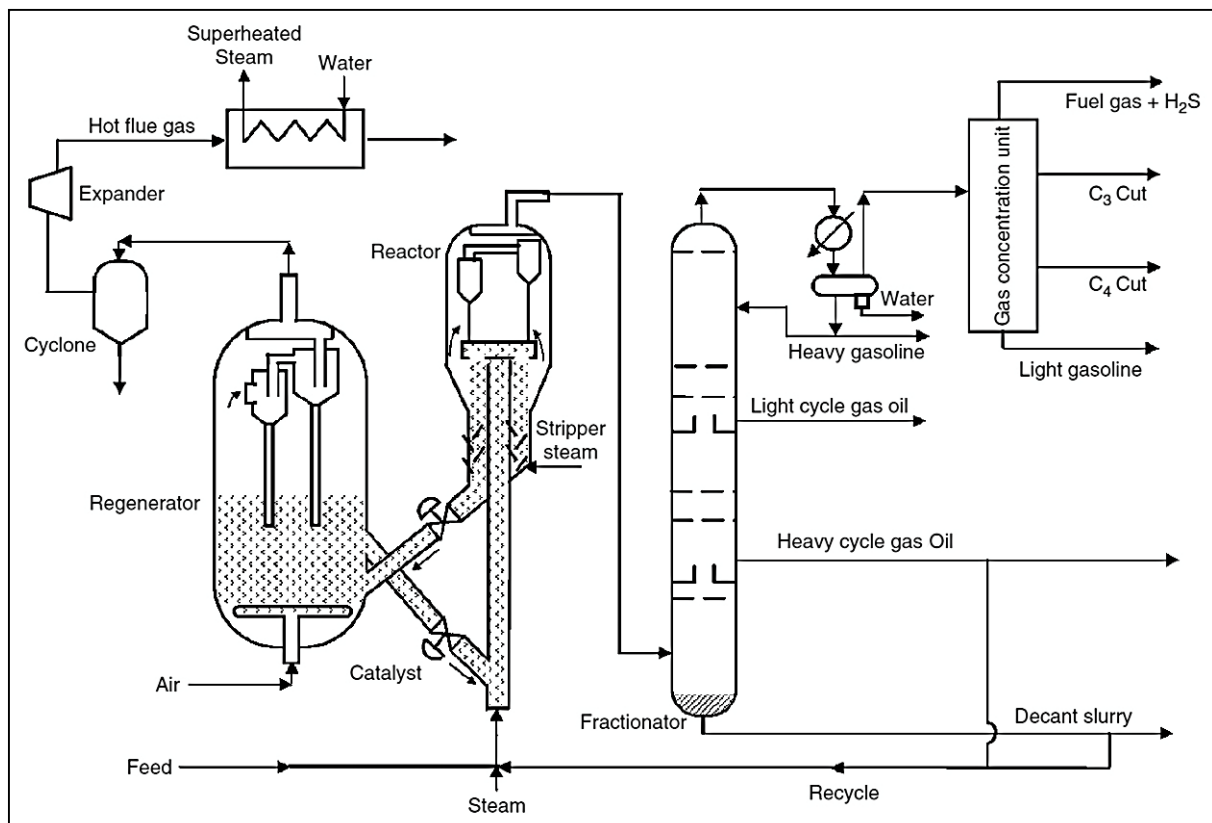 Superheated
Steam
Water
Hot flue gas
Expander
Cyclone
Reactor
Regenerator
Stripper
steam
Catalyst
Air
Feed
Steam
Recycle
Fractionator
Decant slurry
Heavy cycle gas Oil
Light cycle gas oil
Heavy gasoline
Water
Gas concentration unit
Fuel gas + H₂S
C₃ Cut
C₄ Cut
Light gasoline